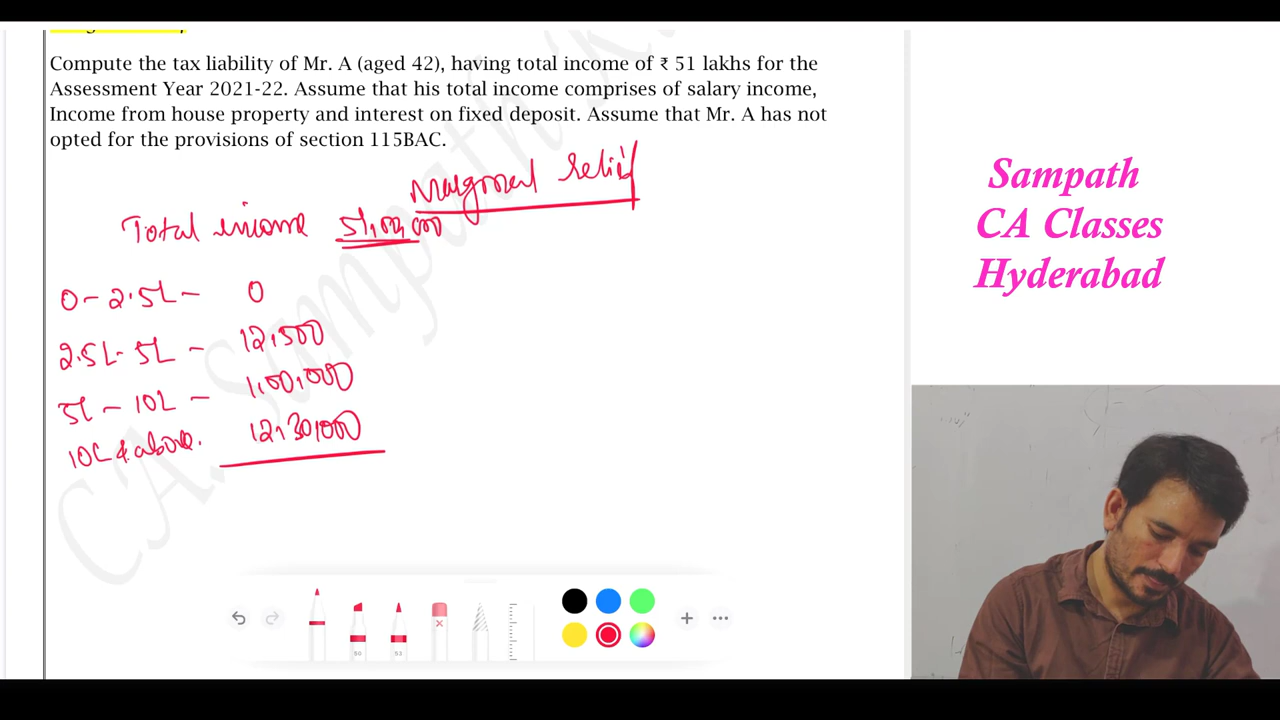 Compute the tax liability of Mr. A (aged 42), having total income of ₹ 51 lakhs for the
Assessment Year 2021-22. Assume that his total income comprises of salary income,
Income from house property and interest on fixed deposit. Assume that Mr. A has not
opted for the provisions of section 115BAC.
Marginal relief
Total income 51,00,000
0 - 2.5L - 0
2.5L - 5L - 12,500
5L - 10L - 1,00,000
10L & above. 12,30,000
CA. Sampath K
Sampath
CA Classes
Hyderabad
50
53